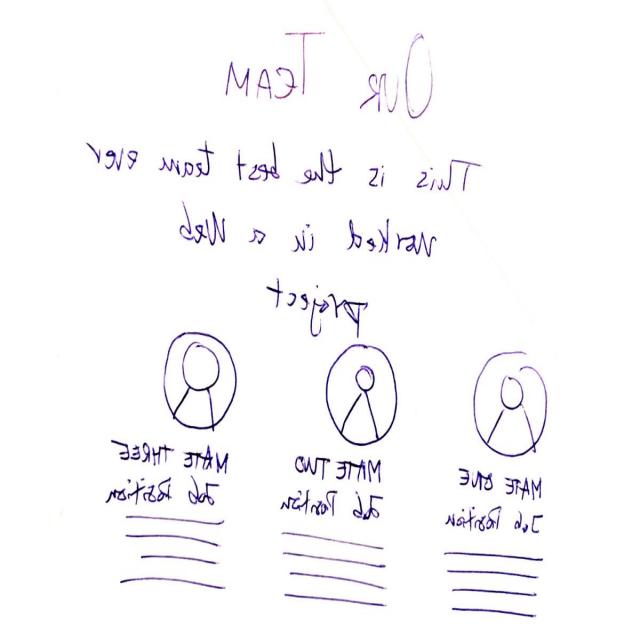 OUR TEAM
This is the best team ever
worked in a Web
project
MATE ONE
Job Position
MATE TWO
Job Position
MATE THREE
Job Position